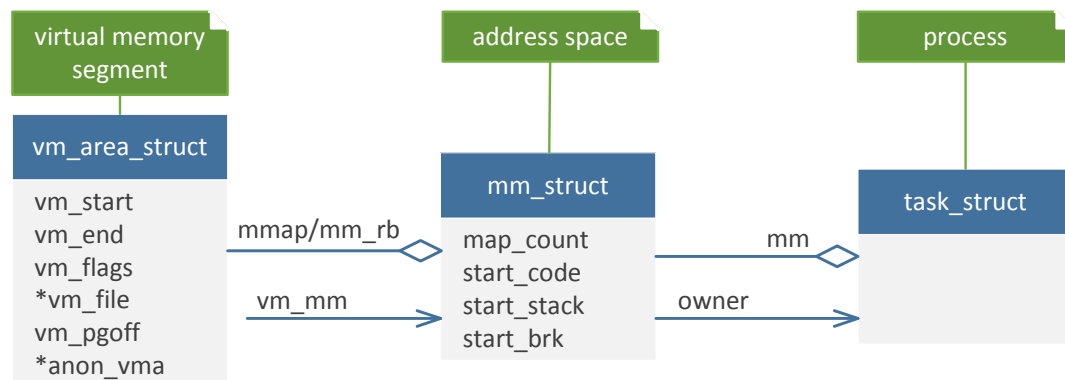 virtual memory
segment
address space
process
vm_area_struct
vm_start
vm_end
vm_flags
*vm_file
vm_pgoff
*anon_vma
mmap/mm_rb
vm_mm
mm_struct
map_count
start_code
start_stack
start_brk
mm
owner
task_struct